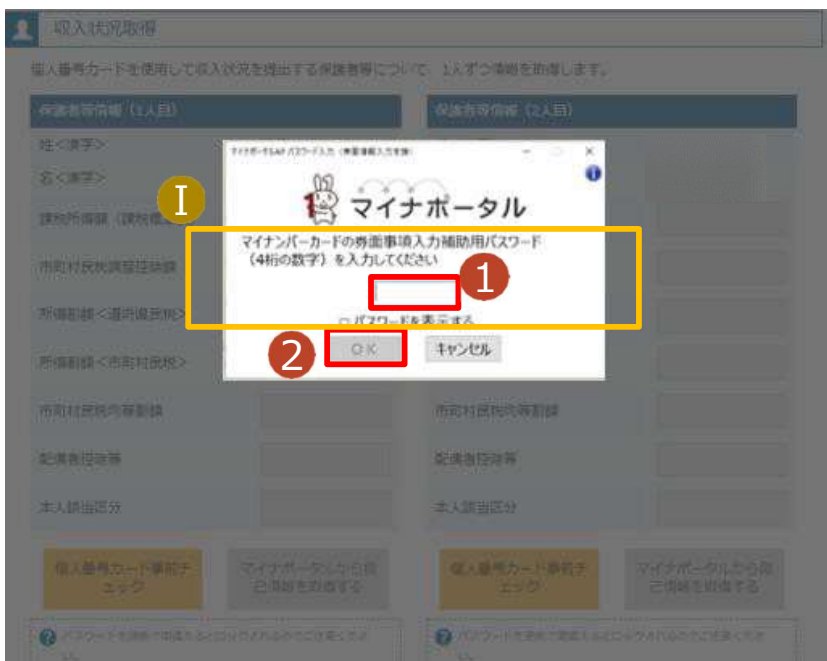 収入状況取得
個人番号カードを使用して収入状況を提出する保護者等について、1人ずつ情報を取得します。
保護者等情報（1人目）
保護者等情報（2人目）
姓<漢字>
名<漢字>
課税所得額（課税標
市町村民税調整控除額
所得割額<道府県民税>
所得割額<市町村民税>
市町村民税均等割額
市町村民税均等割額
配偶者控除等
配偶者控除等
本人該当区分
本人該当区分
I
マイナポータル
マイナンバーカードの券面事項入力補助用パスワード
（4桁の数字）を入力してください
1
パスワードを表示する
2
OK
キャンセル
個人番号カード事前チ
ェック
マイナポータルから自
己情報を取得する
個人番号カード事前チ
ェック
マイナポータルから自
己情報を取得する